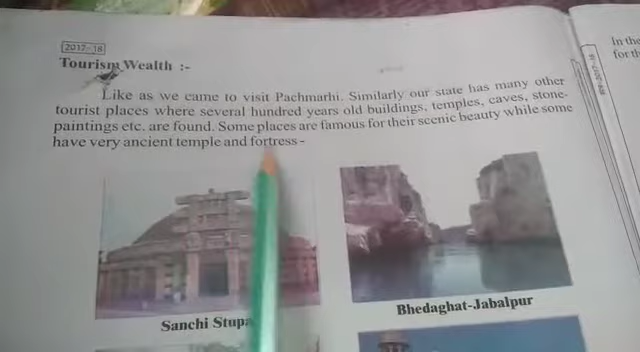 2017-18
Tourism Wealth :-
Like as we came to visit Pachmarhi. Similarly our state has many other
tourist places where several hundred years old buildings, temples, caves, stone-
paintings etc. are found. Some places are famous for their scenic beauty while some
have very ancient temple and fortress -
Sanchi Stupa
Bhedaghat-Jabalpur
In the